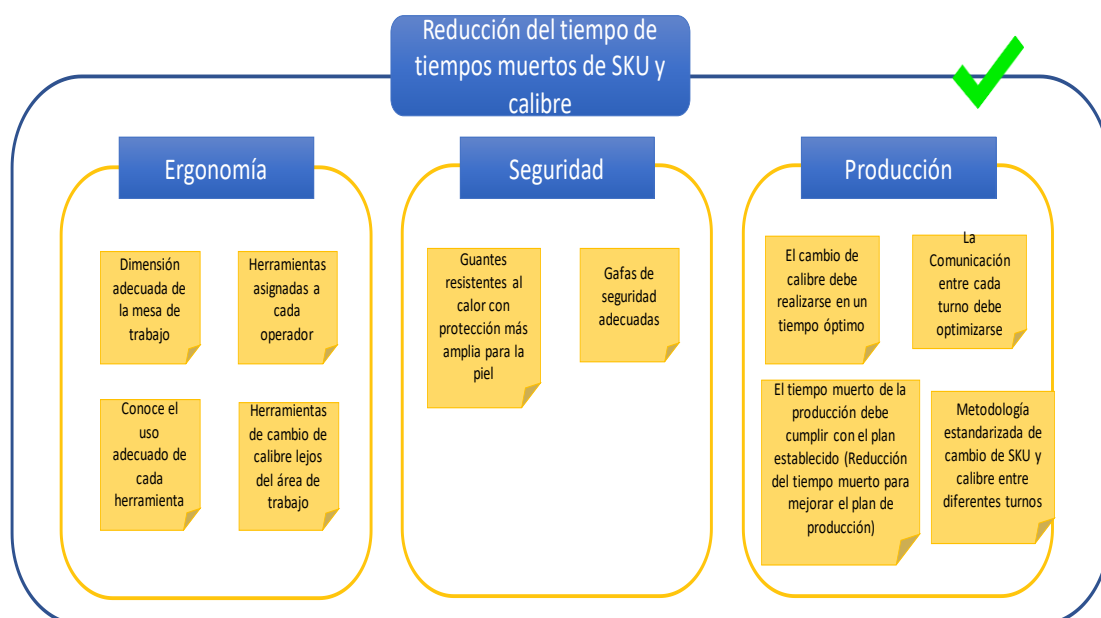 Reducción del tiempo de
tiempos muertos de SKU y
calibre
Ergonomía
Dimensión
adecuada de
la mesa de
trabajo
Herramientas
asignadas a
cada
operador
Conoce el
uso
adecuado de
cada
herramienta
Herramientas
de cambio de
calibre lejos
del área de
trabajo
Seguridad
Guantes
resistentes al
calor con
protección más
amplia para la
piel
Gafas de
seguridad
adecuadas
Producción
El cambio de
calibre debe
realizarse en un
tiempo óptimo
La
Comunicación
entre cada
turno debe
optimizarse
El tiempo muerto de la
producción debe
cumplir con el plan
establecido (Reducción
del tiempo muerto para
mejorar el plan de
producción)
Metodología
estandarizada de
cambio de SKU y
calibre entre
diferentes turnos